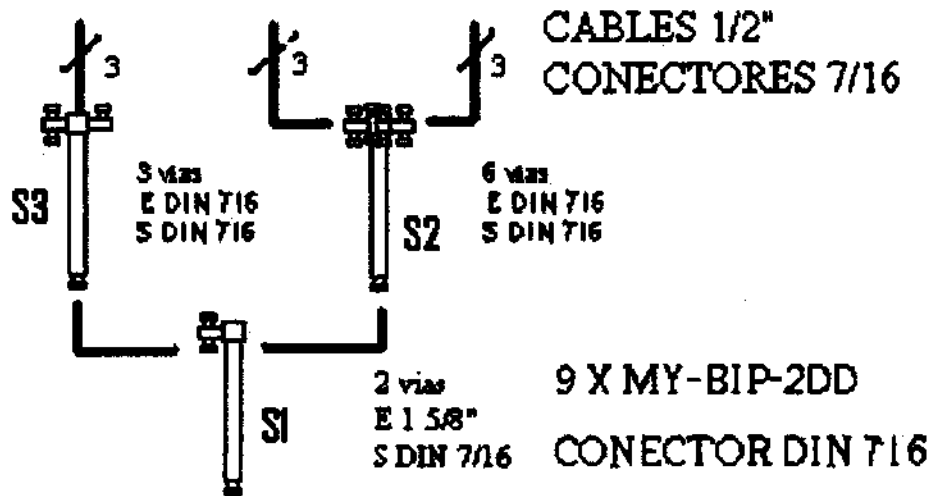 CABLES 1/2"
CONECTORES 7/16
3
3
3
S3
3 vias
E DIN 716
S DIN 716
S2
6 vias
E DIN 716
S DIN 716
S1
2 vias
E 1 5/8"
S DIN 7/16
9 X MY-BIP-2DD
CONECTOR DIN 716